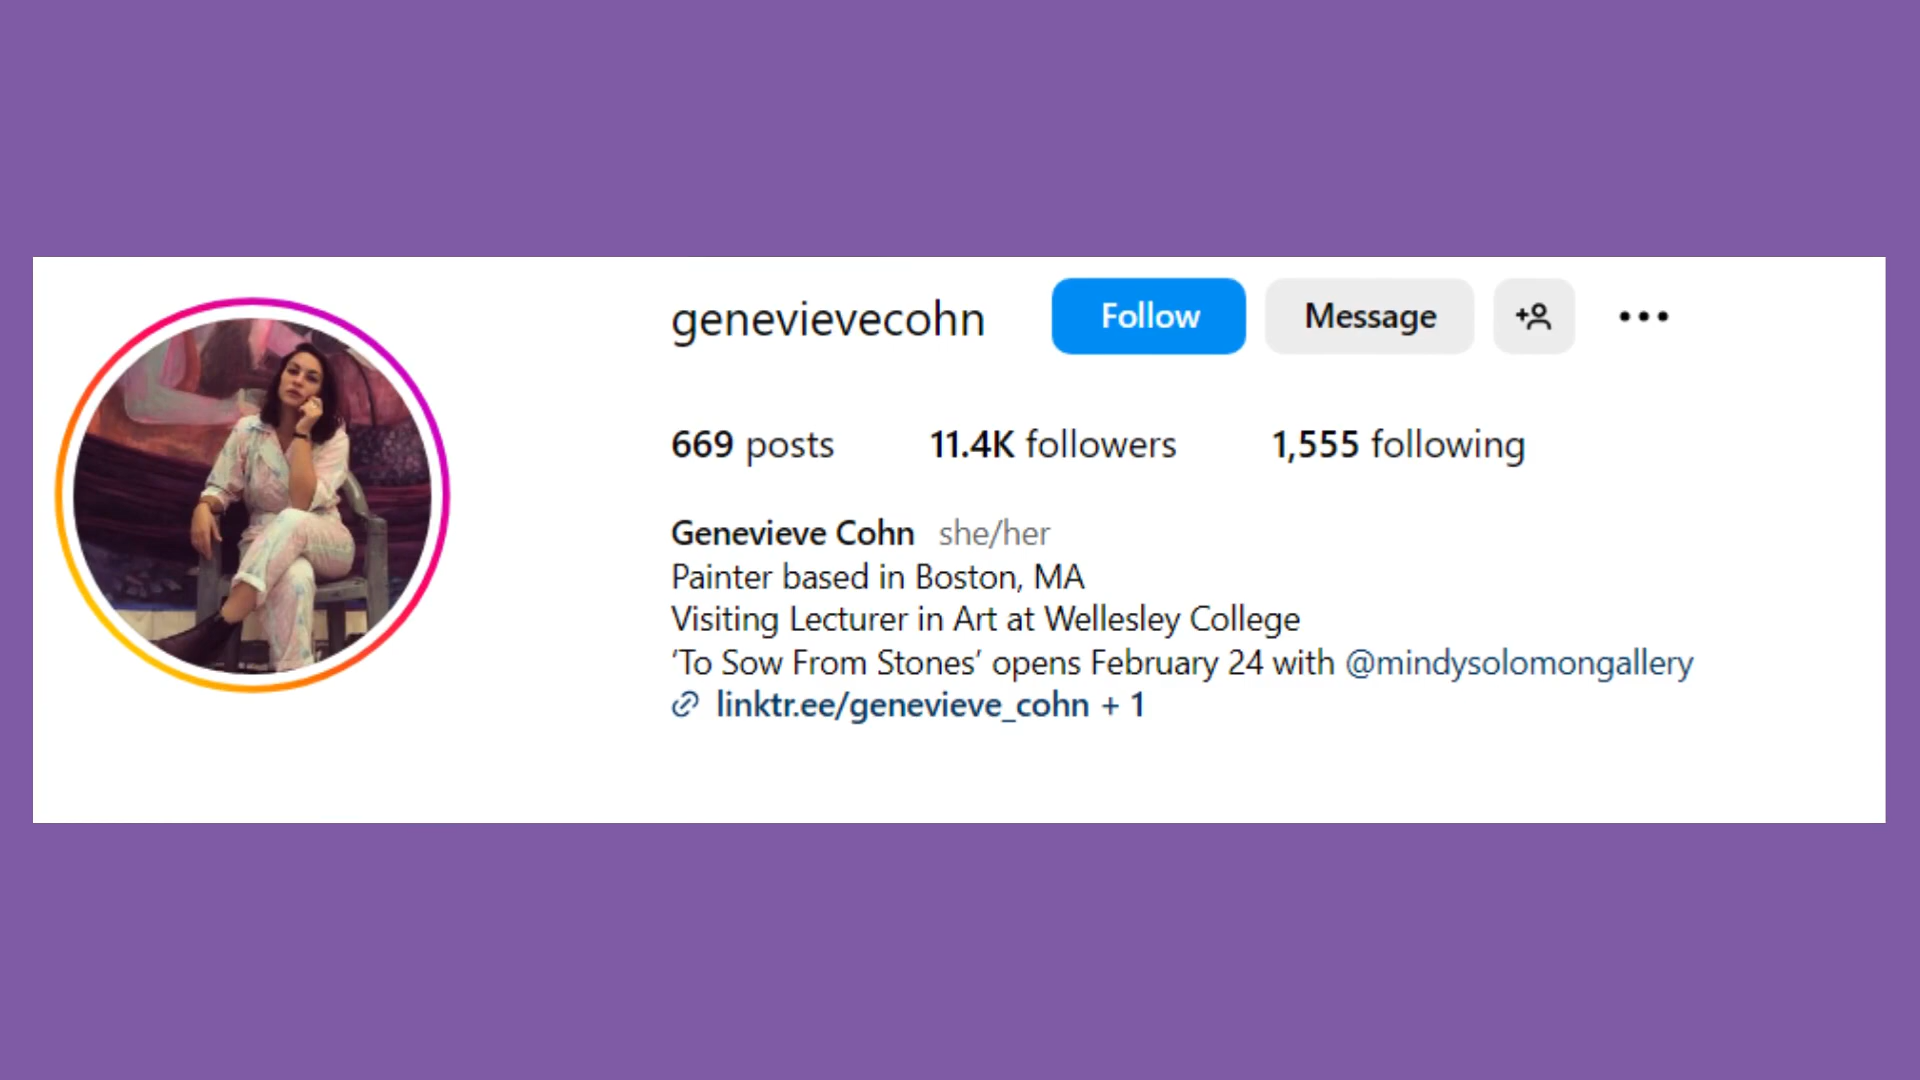 genevievecohn Follow Message
669 posts 11.4K followers 1,555 following
Genevieve Cohn she/her
Painter based in Boston, MA
Visiting Lecturer in Art at Wellesley College
‘To Sow From Stones’ opens February 24 with @mindysolomongallery
linktr.ee/genevieve_cohn + 1